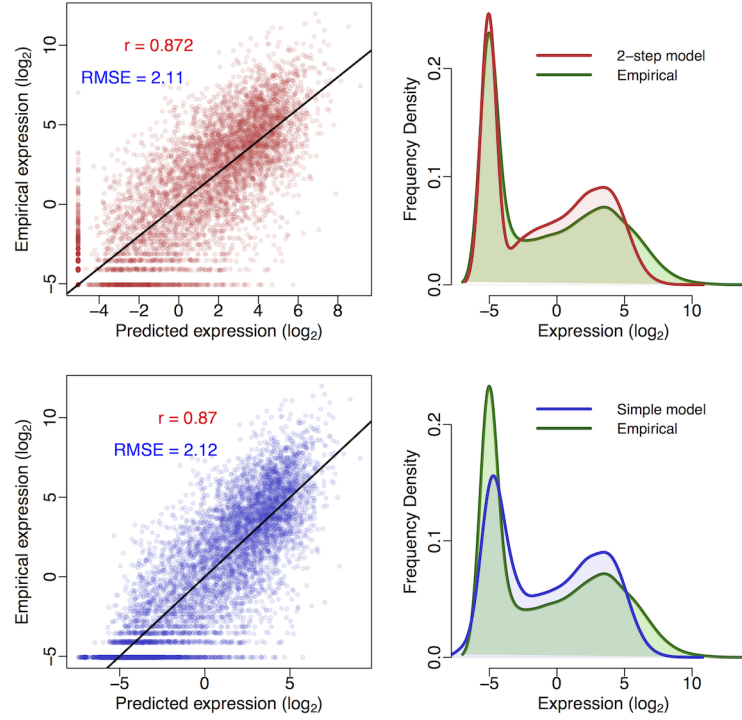 r = 0.872
RMSE = 2.11
Empirical expression (log2)
10
5
0
−5
−4 −2 0 2 4 6 8
Predicted expression (log2)
2-step model
Empirical
Frequency Density
0.2
0.1
0.0
−5 0 5 10
Expression (log2)
r = 0.87
RMSE = 2.12
Empirical expression (log2)
10
5
0
−5
−5 0 5
Predicted expression (log2)
Simple model
Empirical
Frequency Density
0.2
0.1
0.0
−5 0 5 10
Expression (log2)